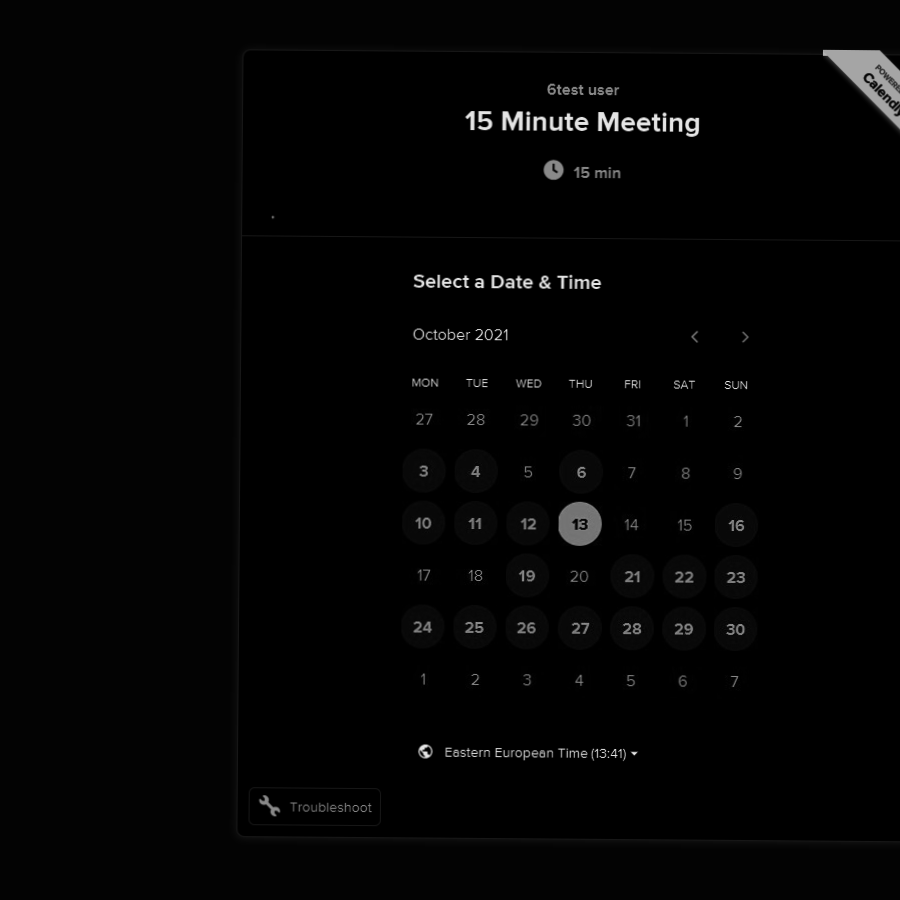 POWERED
Calendly
6test user
15 Minute Meeting
15 min
Select a Date & Time
October 2021
MON TUE WED THU FRI SAT SUN
27 28 29 30 31 1 2
3 4 5 6 7 8 9
10 11 12 13 14 15 16
17 18 19 20 21 22 23
24 25 26 27 28 29 30
1 2 3 4 5 6 7
Eastern European Time (13:41)
Troubleshoot